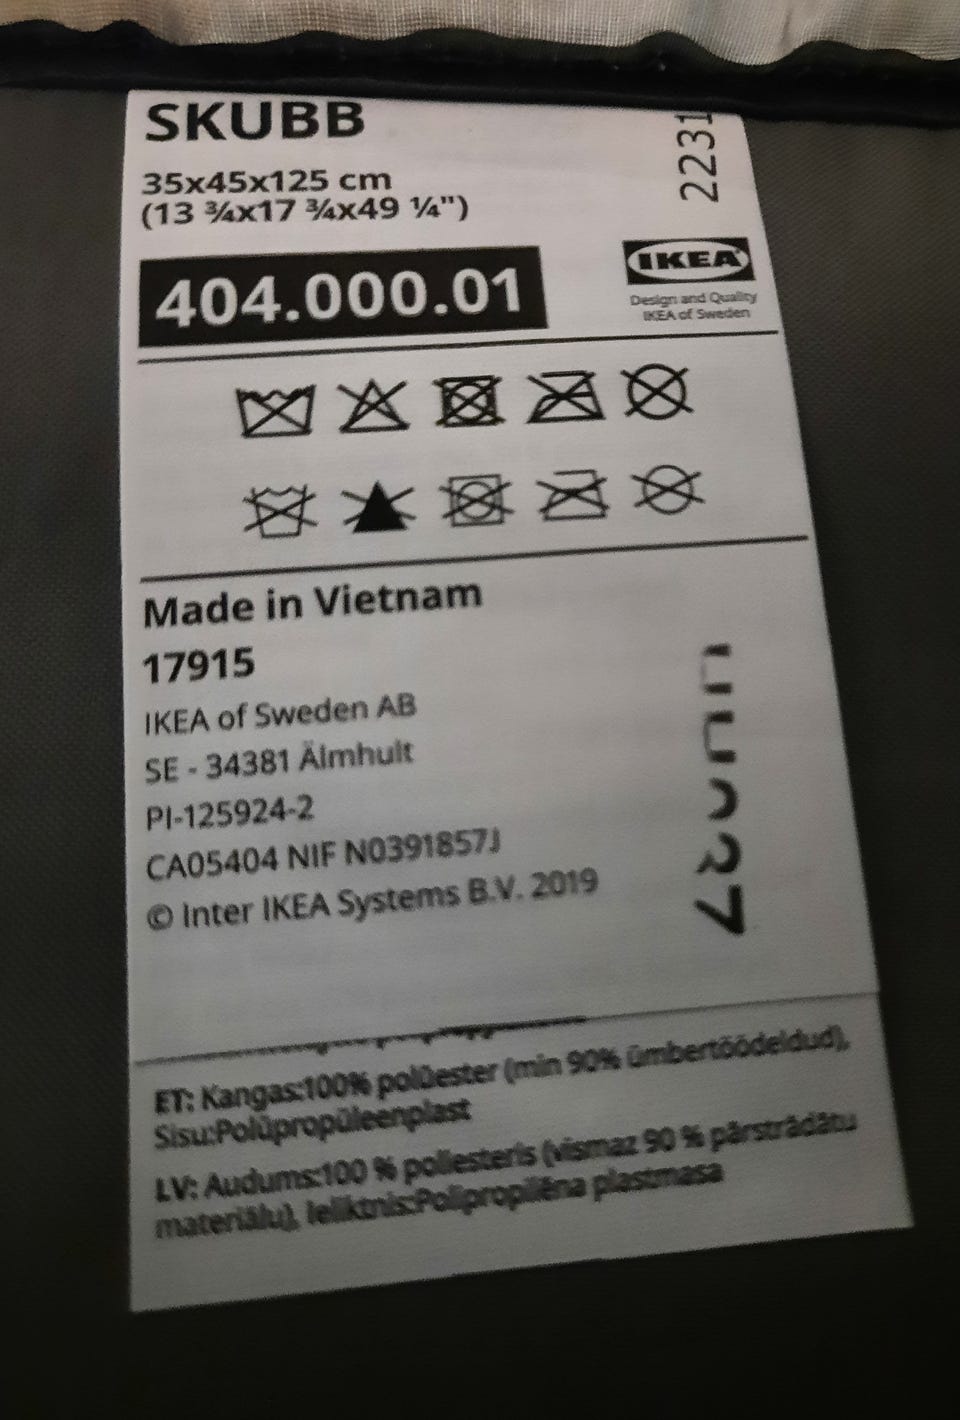 SKUBB
35x45x125 cm
(13 ¾x17 ¾x49 ¼")
2231
404.000.01
IKEA
Design and Quality
IKEA of Sweden
Made in Vietnam
17915
IKEA of Sweden AB
SE - 34381 Älmhult
PI-125924-2
CA05404 NIF N0391857J
© Inter IKEA Systems B.V. 2019
ET: Kangas:100% polüester (min 90% ümbertöödeldud),
Sisu:Polüpropüleenplast
LV: Audums:100 % poliesteris (vismaz 90 % pārstrādātu
materiālu), Ieliktnis:Polipropilēna plastmasa